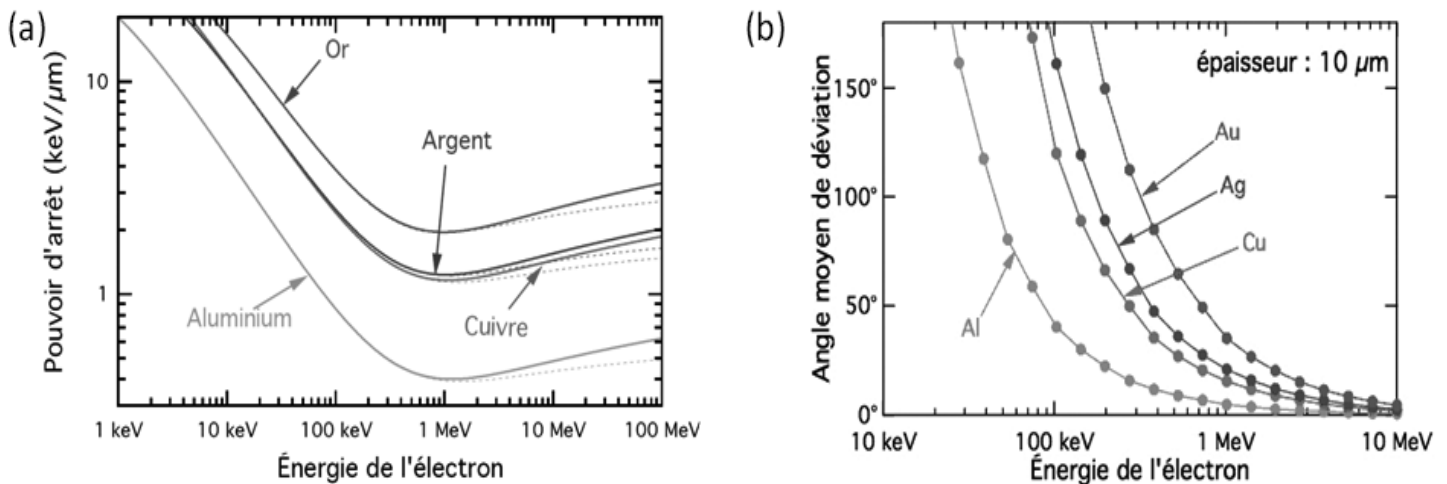 (a)
Pouvoir d'arrêt (keV/µm)
10
1
Or
Argent
Aluminium
Cuivre
1 keV
10 keV
100 keV
1 MeV
10 MeV
100 MeV
Énergie de l'électron
(b)
Angle moyen de déviation
150°
100°
50°
0°
épaisseur : 10 µm
Au
Ag
Cu
Al
10 keV
100 keV
1 MeV
10 MeV
Énergie de l'électron